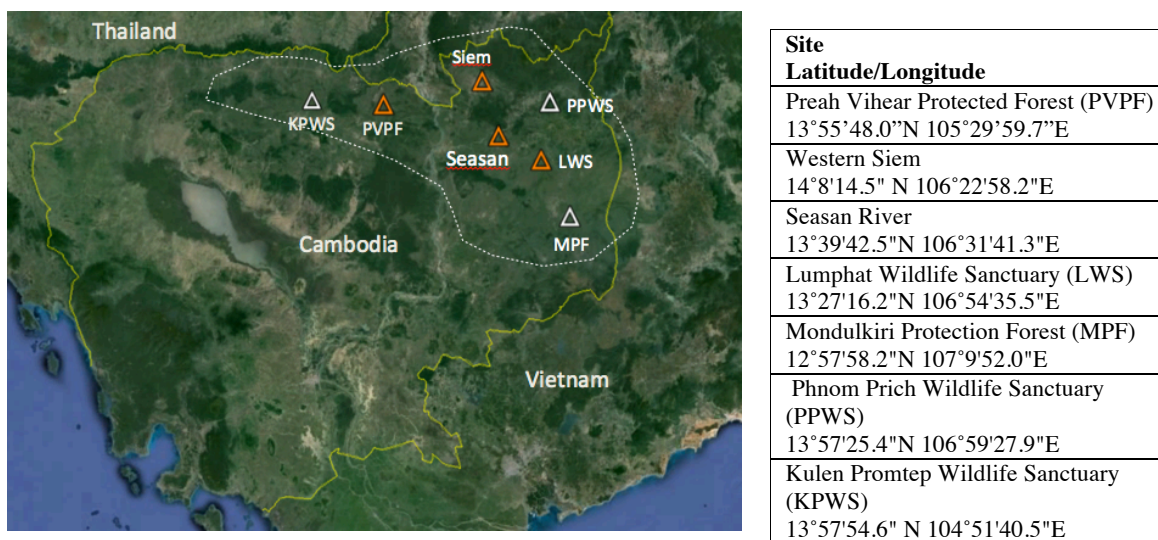 Thailand
Siem
PPWS
KPWS
PVPF
Seasan
LWS
MPF
Cambodia
Vietnam
Site
Latitude/Longitude
Preah Vihear Protected Forest (PVPF)
13˚55’48.0”N 105˚29’59.7”E
Western Siem
14˚8'14.5" N 106˚22'58.2"E
Seasan River
13˚39'42.5"N 106˚31'41.3"E
Lumphat Wildlife Sanctuary (LWS)
13˚27'16.2"N 106˚54'35.5"E
Mondulkiri Protection Forest (MPF)
12˚57'58.2"N 107˚9'52.0"E
Phnom Prich Wildlife Sanctuary
(PPWS)
13˚57'25.4"N 106˚59'27.9"E
Kulen Promtep Wildlife Sanctuary
(KPWS)
13˚57'54.6" N 104˚51'40.5"E